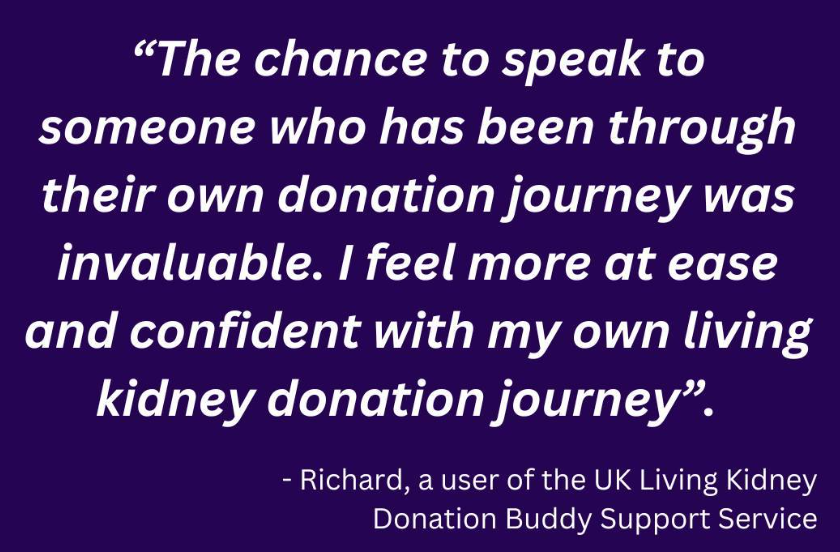 “The chance to speak to
someone who has been through
their own donation journey was
invaluable. I feel more at ease
and confident with my own living
kidney donation journey”.
- Richard, a user of the UK Living Kidney
Donation Buddy Support Service